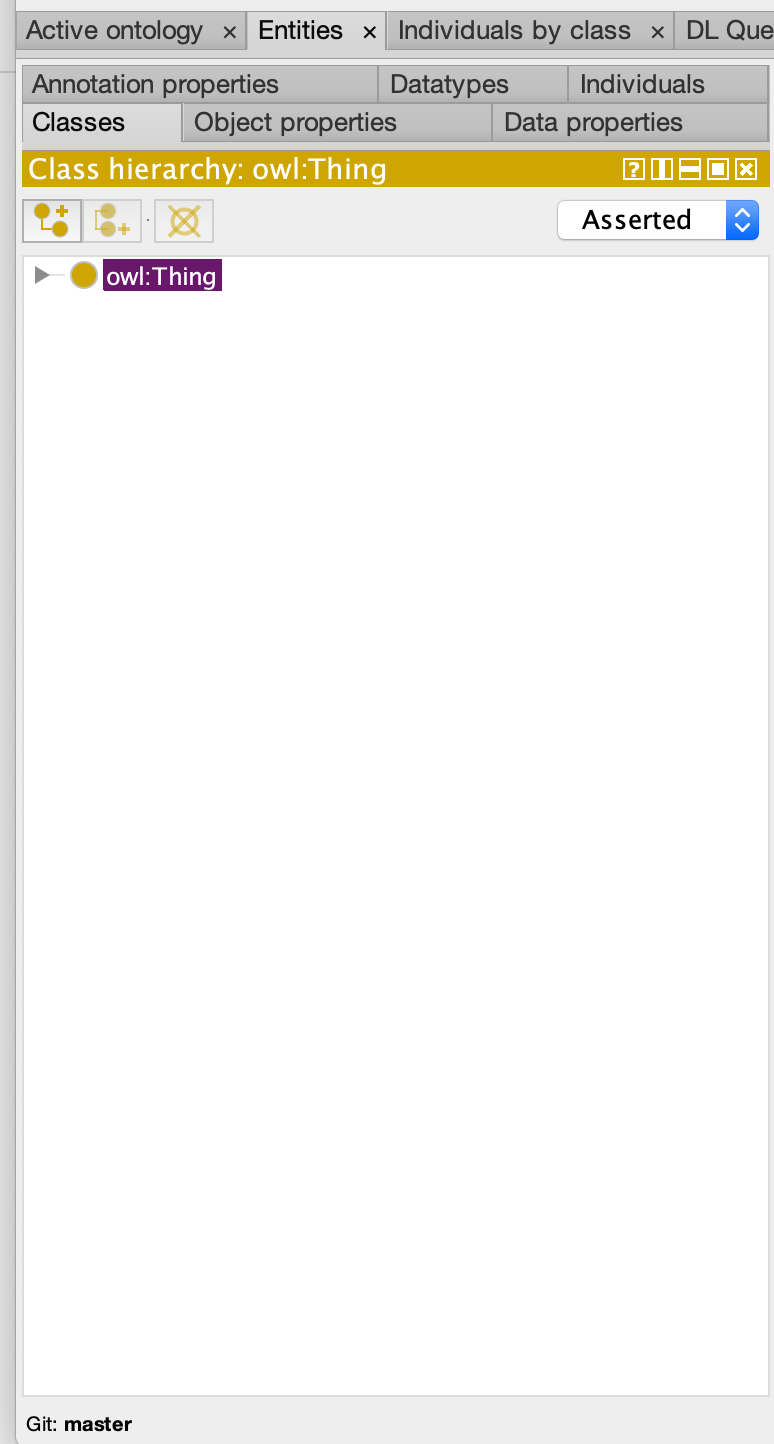 Active ontology × Entities × Individuals by class × DL Que
Annotation properties Datatypes Individuals
Classes Object properties Data properties
Class hierarchy: owl:Thing
Asserted
owl:Thing
Git: master